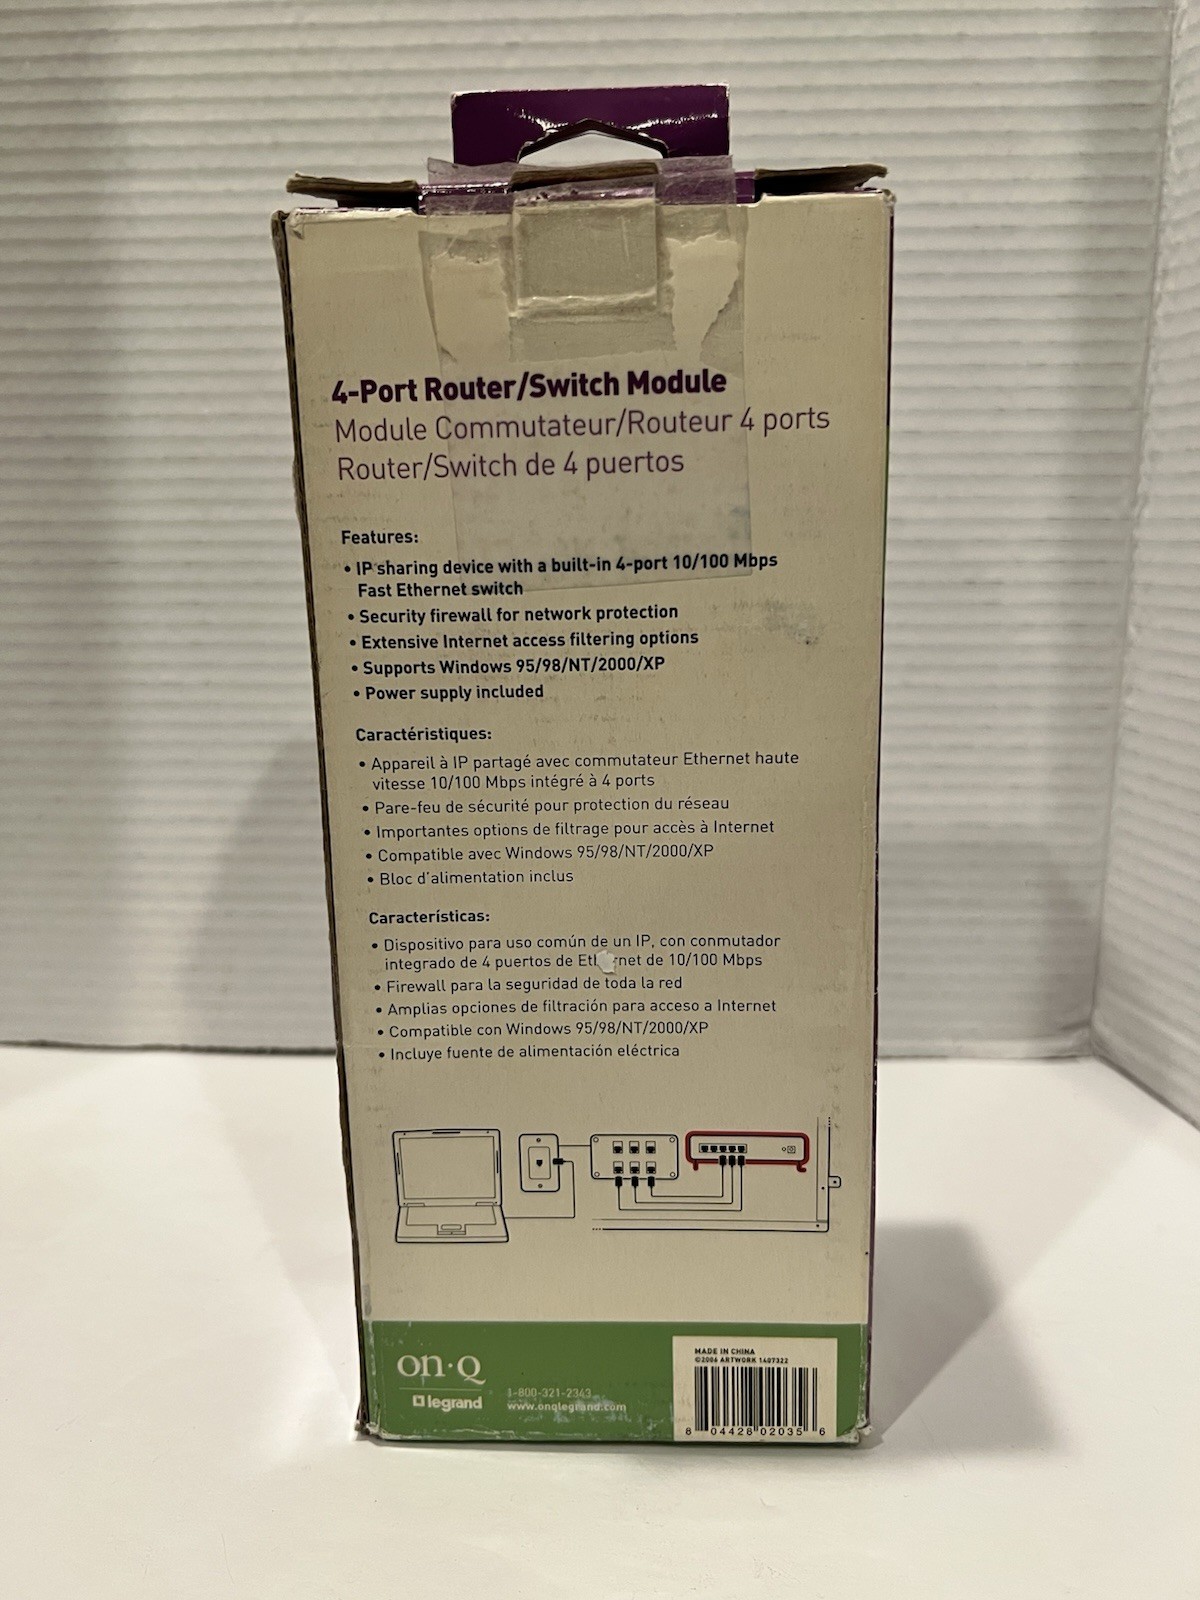 4-Port Router/Switch Module
Module Commutateur/Routeur 4 ports
Router/Switch de 4 puertos
Features:
• IP sharing device with a built-in 4-port 10/100 Mbps
Fast Ethernet switch
• Security firewall for network protection
• Extensive Internet access filtering options
• Supports Windows 95/98/NT/2000/XP
• Power supply included
Caractéristiques:
• Appareil à IP partagé avec commutateur Ethernet haute
vitesse 10/100 Mbps intégré à 4 ports
• Pare-feu de sécurité pour protection du réseau
• Importantes options de filtrage pour accès à Internet
• Compatible avec Windows 95/98/NT/2000/XP
• Bloc d'alimentation inclus
Características:
• Dispositivo para uso común de un IP, con conmutador
integrado de 4 puertos de Ethernet de 10/100 Mbps
• Firewall para la seguridad de toda la red
• Amplias opciones de filtración para acceso a Internet
• Compatible con Windows 95/98/NT/2000/XP
• Incluye fuente de alimentación eléctrica
on·Q
legrand
1-800-321-2343
www.onqlegrand.com
MADE IN CHINA
©2006 ARTWORK 1407322
8 04428 02035 6